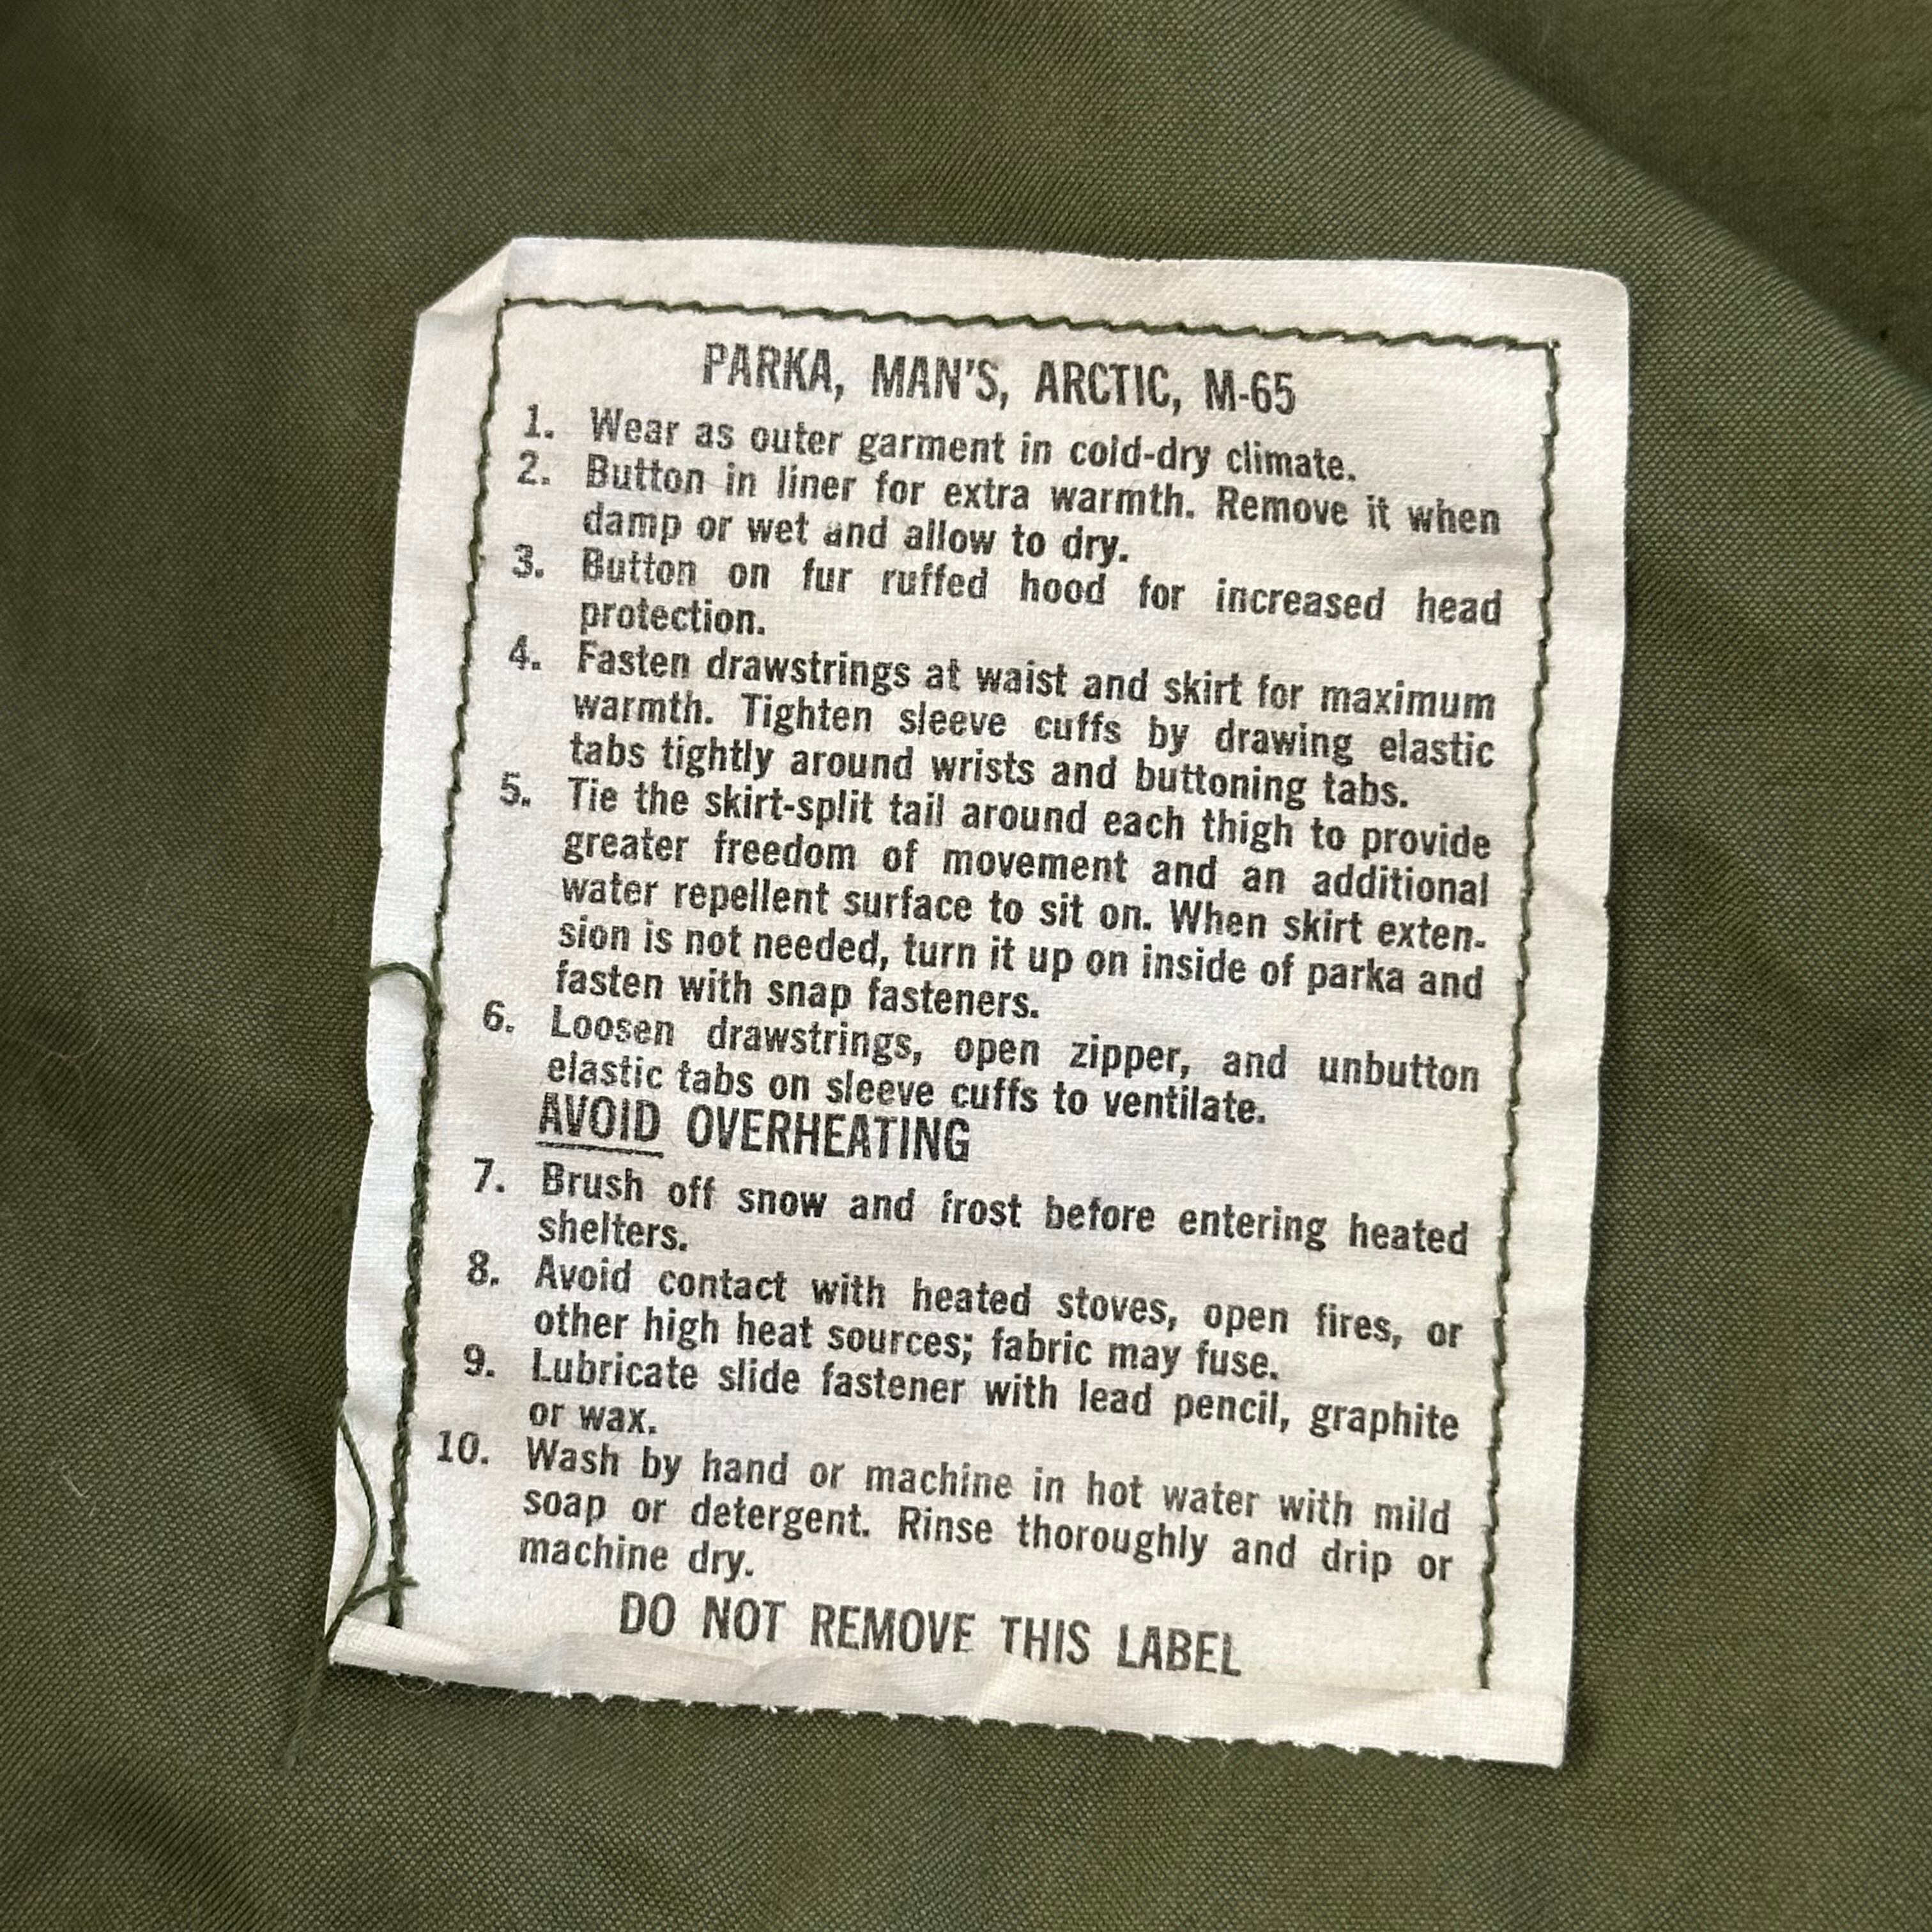 PARKA, MAN'S, ARCTIC, M-65
1. Wear as outer garment in cold-dry climate.
2. Button in liner for extra warmth. Remove it when
damp or wet and allow to dry.
3. Button on fur ruffed hood for increased head
protection.
4. Fasten drawstrings at waist and skirt for maximum
warmth. Tighten sleeve cuffs by drawing elastic
tabs tightly around wrists and buttoning tabs.
5. Tie the skirt-split tail around each thigh to provide
greater freedom of movement and an additional
water repellent surface to sit on. When skirt exten-
sion is not needed, turn it up on inside of parka and
fasten with snap fasteners.
6. Loosen drawstrings, open zipper, and unbutton
elastic tabs on sleeve cuffs to ventilate.
AVOID OVERHEATING
7. Brush off snow and frost before entering heated
shelters.
8. Avoid contact with heated stoves, open fires, or
other high heat sources; fabric may fuse.
9. Lubricate slide fastener with lead pencil, graphite
or wax.
10. Wash by hand or machine in hot water with mild
soap or detergent. Rinse thoroughly and drip or
machine dry.
DO NOT REMOVE THIS LABEL